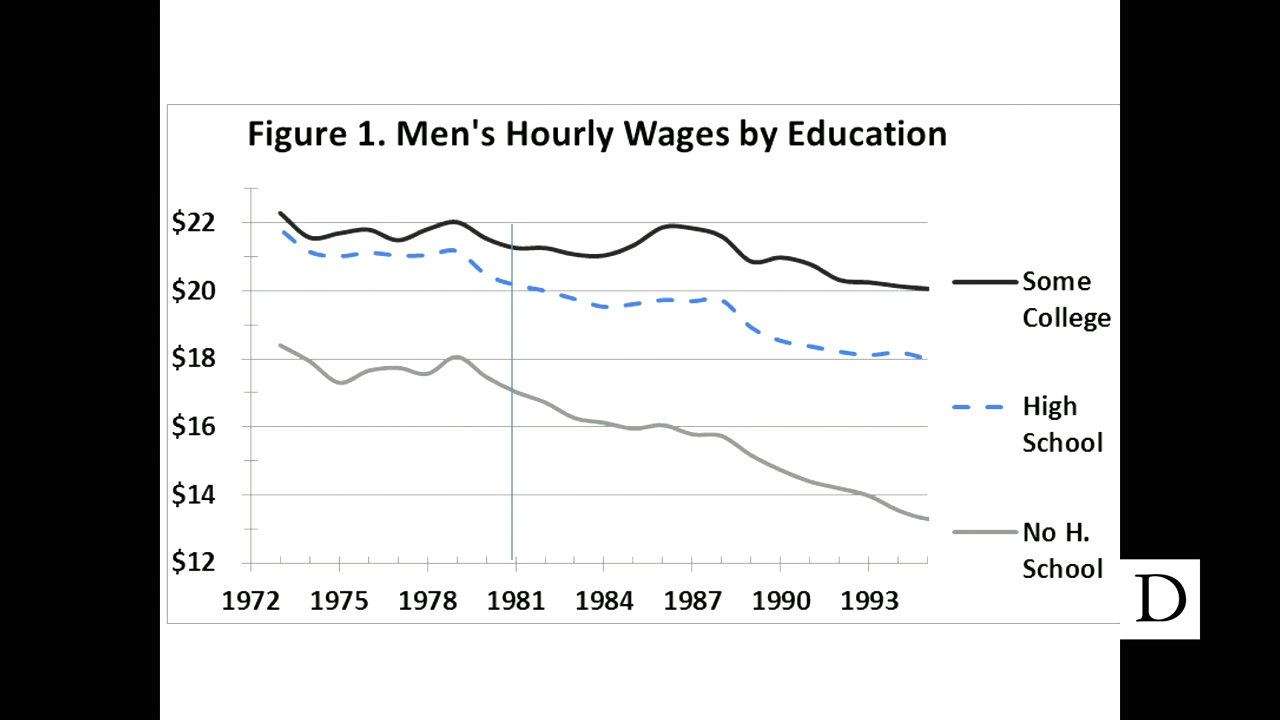 Figure 1. Men's Hourly Wages by Education
$22
$20
$18
$16
$14
$12
1972 1975 1978 1981 1984 1987 1990 1993
Some
College
High
School
No H.
School
D